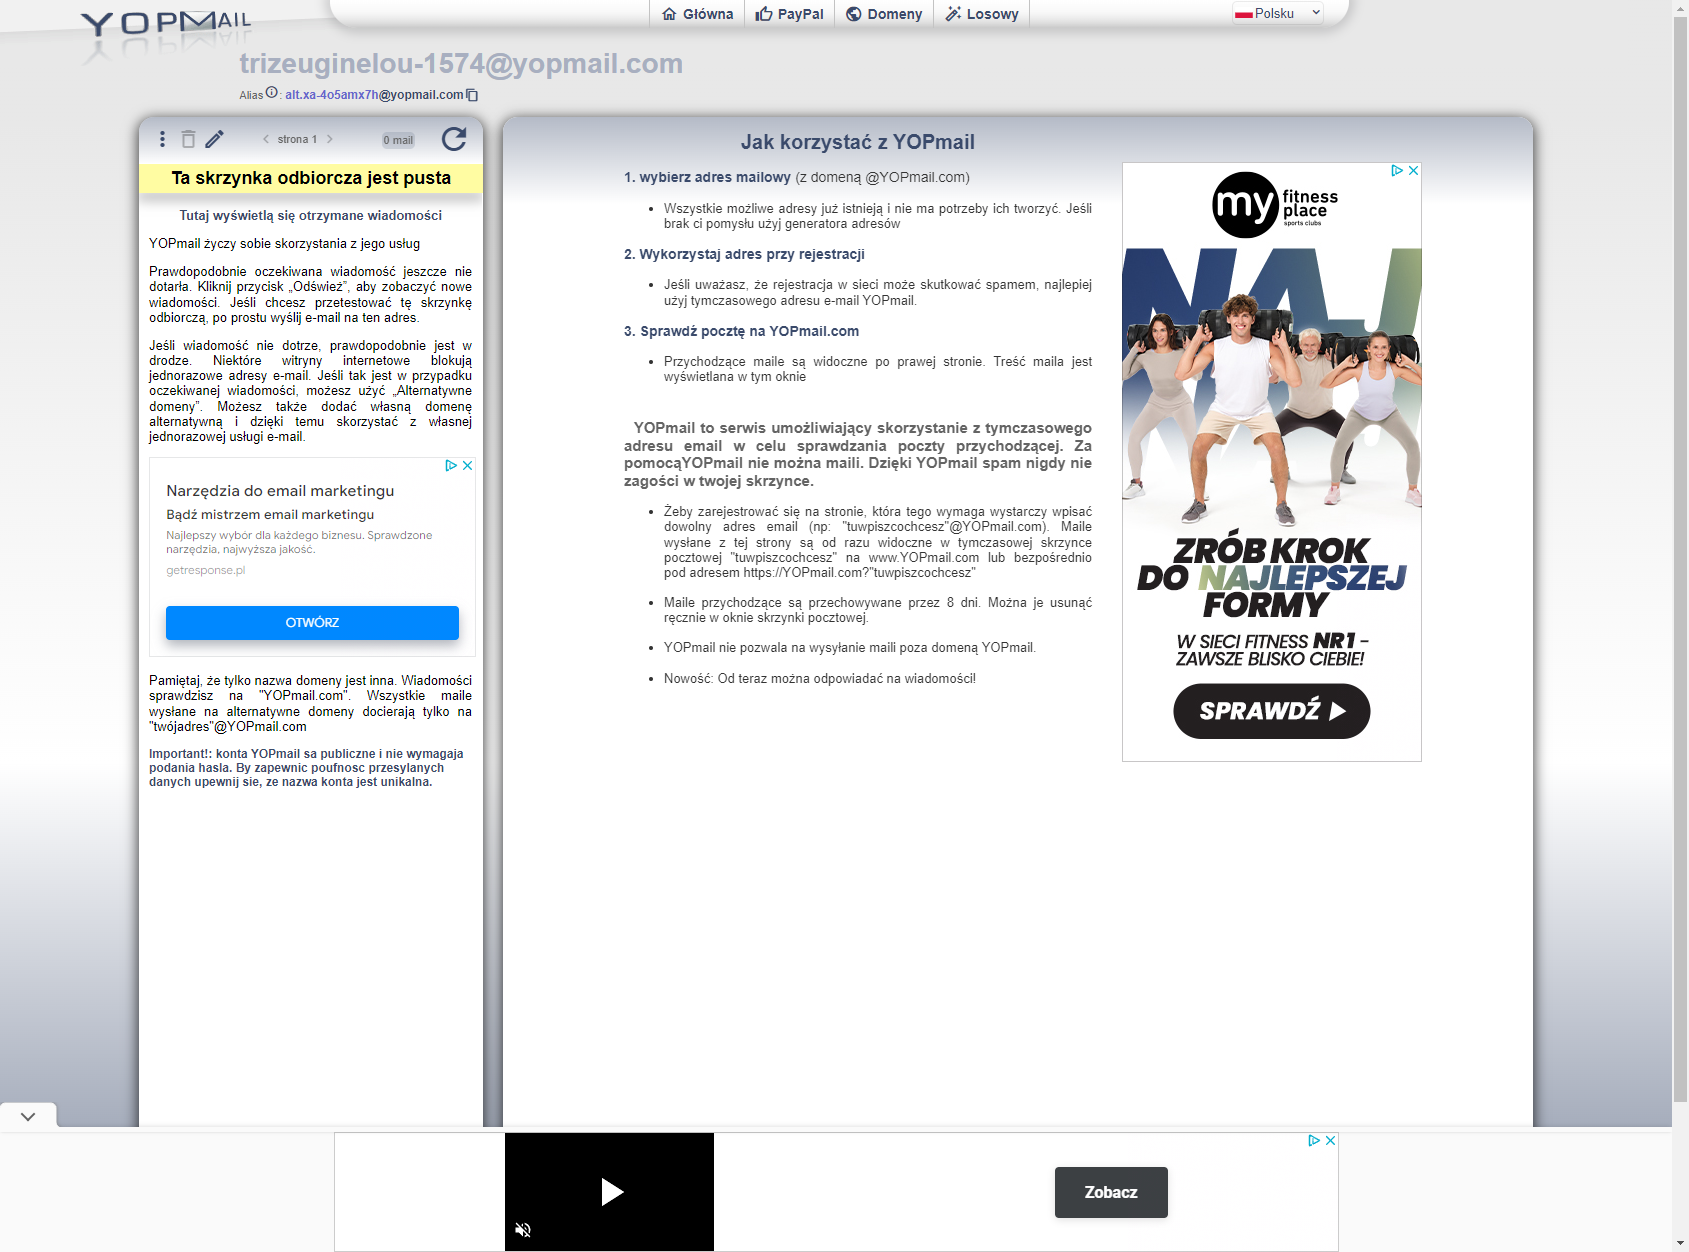 YOPMAIL
Główna PayPal Domeny Losowy Polsku
trizeuginelou-1574@yopmail.com
Alias : alt.xa-4o5amx7h@yopmail.com
strona 1 0 mail
Ta skrzynka odbiorcza jest pusta
Tutaj wyświetlą się otrzymane wiadomości
YOPmail życzy sobie skorzystania z jego usług
Prawdopodobnie oczekiwana wiadomość jeszcze nie
dotarła. Kliknij przycisk „Odśwież”, aby zobaczyć nowe
wiadomości. Jeśli chcesz przetestować tę skrzynkę
odbiorczą, po prostu wyślij e-mail na ten adres.
Jeśli wiadomość nie dotrze, prawdopodobnie jest w
drodze. Niektóre witryny internetowe blokują
jednorazowe adresy e-mail. Jeśli tak jest w przypadku
oczekiwanej wiadomości, możesz użyć „Alternatywne
domeny”. Możesz także dodać własną domenę
alternatywną i dzięki temu skorzystać z własnej
jednorazowej usługi e-mail.
Narzędzia do email marketingu
Bądź mistrzem email marketingu
Najlepszy wybór dla każdego biznesu. Sprawdzone
narzędzia, najwyższa jakość.
getresponse.pl
OTWÓRZ
Pamiętaj, że tylko nazwa domeny jest inna. Wiadomości
sprawdzisz na "YOPmail.com". Wszystkie maile
wysłane na alternatywne domeny docierają tylko na
"twójadres"@YOPmail.com
Important!: konta YOPmail sa publiczne i nie wymagaja
podania hasla. By zapewnic poufnosc przesylanych
danych upewnij sie, ze nazwa konta jest unikalna.
Jak korzystać z YOPmail
1. wybierz adres mailowy (z domeną @YOPmail.com)
• Wszystkie możliwe adresy już istnieją i nie ma potrzeby ich tworzyć. Jeśli
brak ci pomysłu użyj generatora adresów
2. Wykorzystaj adres przy rejestracji
• Jeśli uważasz, że rejestracja w sieci może skutkować spamem, najlepiej
użyj tymczasowego adresu e-mail YOPmail.
3. Sprawdź pocztę na YOPmail.com
• Przychodzące maile są widoczne po prawej stronie. Treść maila jest
wyświetlana w tym oknie
YOPmail to serwis umożliwiający skorzystanie z tymczasowego
adresu email w celu sprawdzania poczty przychodzącej. Za
pomocąYOPmail nie można maili. Dzięki YOPmail spam nigdy nie
zagości w twojej skrzynce.
• Żeby zarejestrować się na stronie, która tego wymaga wystarczy wpisać
dowolny adres email (np: "tuwpiszcochcesz"@YOPmail.com). Maile
wysłane z tej strony są od razu widoczne w tymczasowej skrzynce
pocztowej "tuwpiszcochcesz" na www.YOPmail.com lub bezpośrednio
pod adresem https://YOPmail.com?"tuwpiszcochcesz"
• Maile przychodzące są przechowywane przez 8 dni. Można je usunąć
ręcznie w oknie skrzynki pocztowej.
• YOPmail nie pozwala na wysyłanie maili poza domeną YOPmail.
• Nowość: Od teraz można odpowiadać na wiadomości!
my fitness
place
sports clubs
NAJ
ZRÓB KROK
DO NAJLEPSZEJ
FORMY
W SIECI FITNESS NR1 –
ZAWSZE BLISKO CIEBIE!
SPRAWDŹ
Zobacz